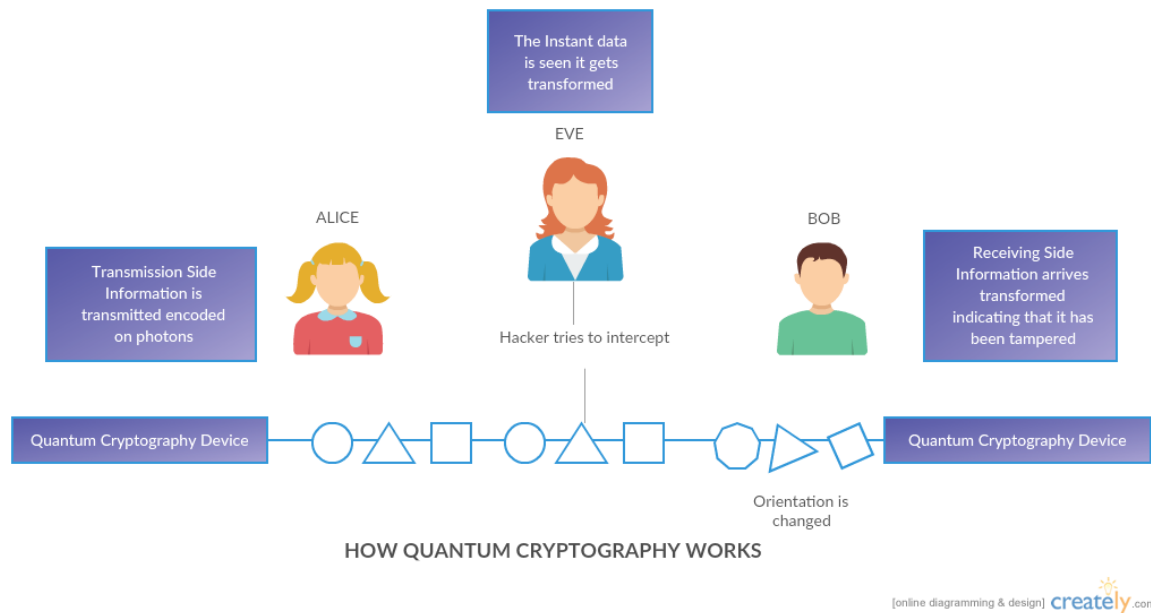 The Instant data
is seen it gets
transformed
EVE
ALICE
BOB
Transmission Side
Information is
transmitted encoded
on photons
Receiving Side
Information arrives
transformed
indicating that it has
been tampered
Hacker tries to intercept
Quantum Cryptography Device
Quantum Cryptography Device
Orientation is
changed
HOW QUANTUM CRYPTOGRAPHY WORKS
[online diagramming & design] creately.com